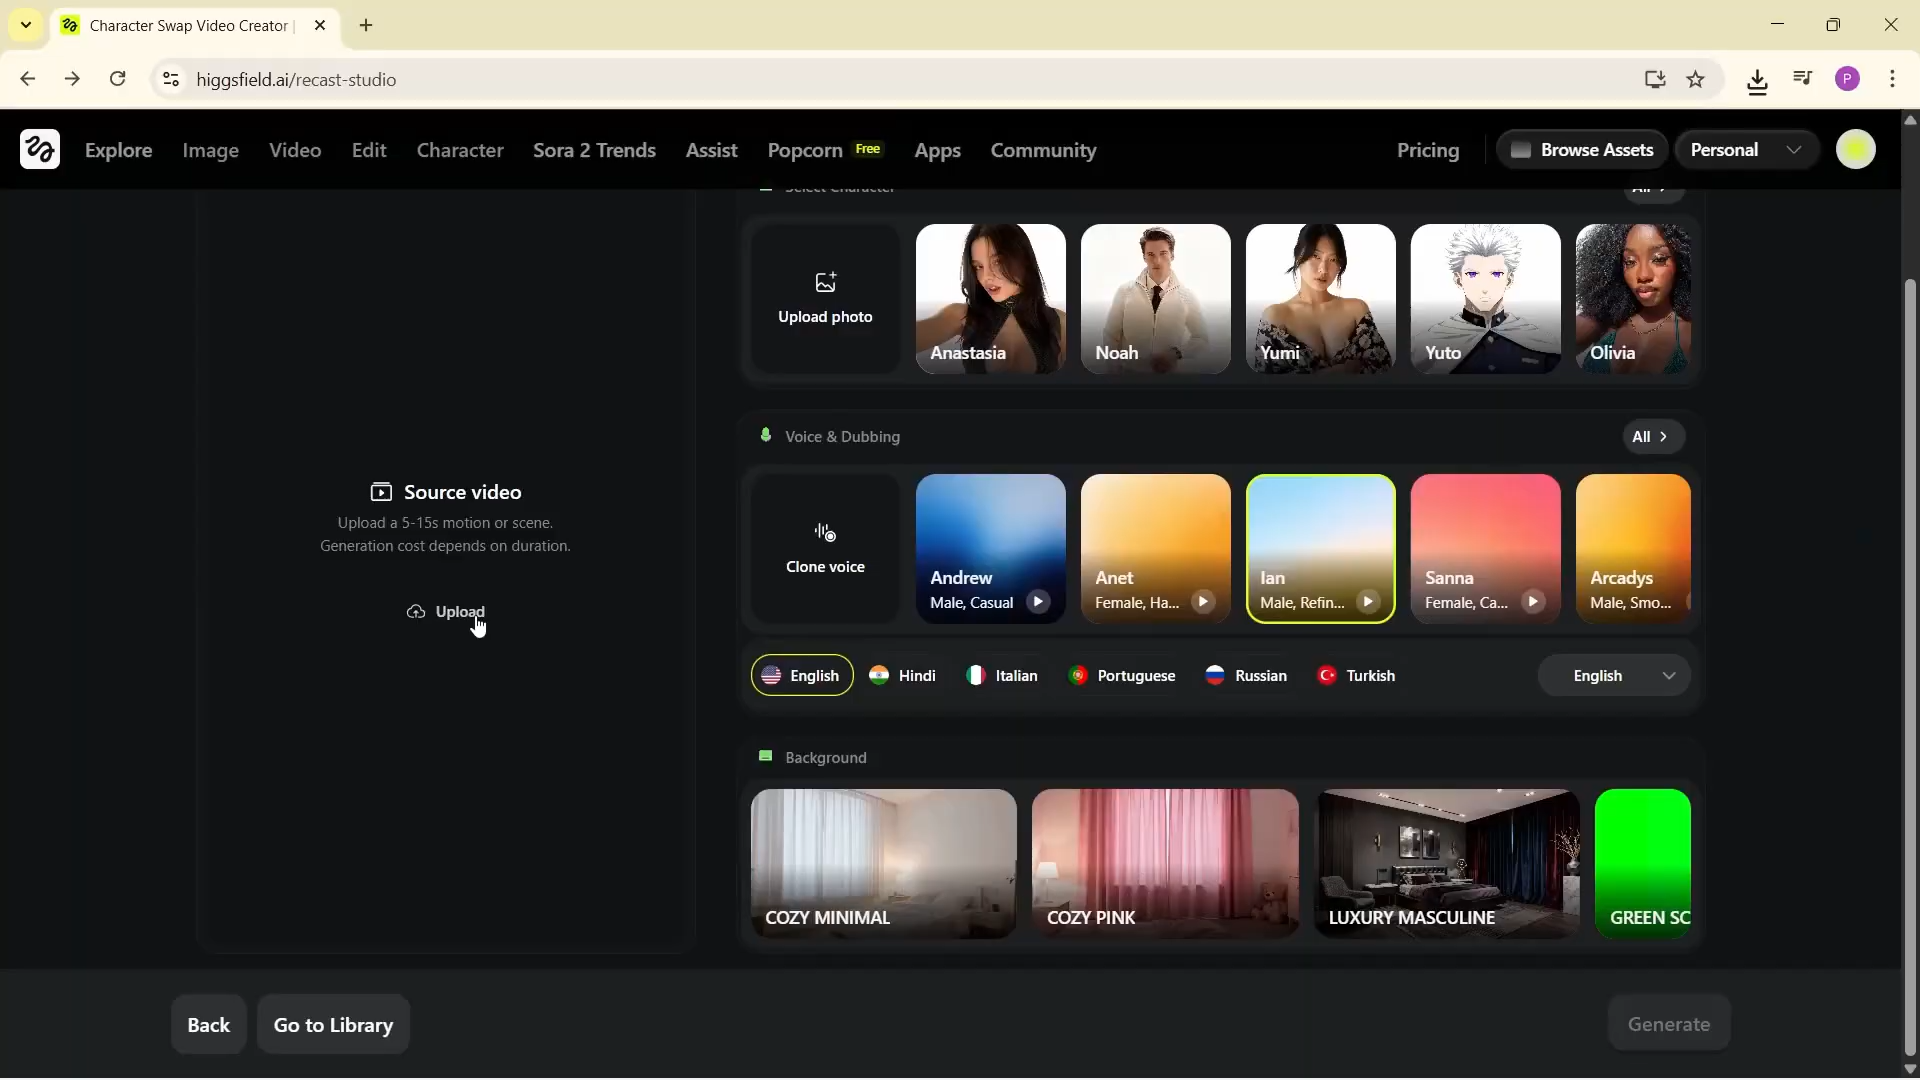 Character Swap Video Creator |
higgsfield.ai/recast-studio
P
Explore
Image
Video
Edit
Character
Sora 2 Trends
Assist
Popcorn Free
Apps
Community
Pricing
Browse Assets
Personal
Select Character
All
Upload photo
Anastasia
Noah
Yumi
Yuto
Olivia
Voice & Dubbing
All
Clone voice
Andrew
Male, Casual
Anet
Female, Ha...
Ian
Male, Refin...
Sanna
Female, Ca...
Arcadys
Male, Smo...
English
Hindi
Italian
Portuguese
Russian
Turkish
English
Source video
Upload a 5-15s motion or scene.
Generation cost depends on duration.
Upload
Background
COZY MINIMAL
COZY PINK
LUXURY MASCULINE
GREEN SC
Back
Go to Library
Generate